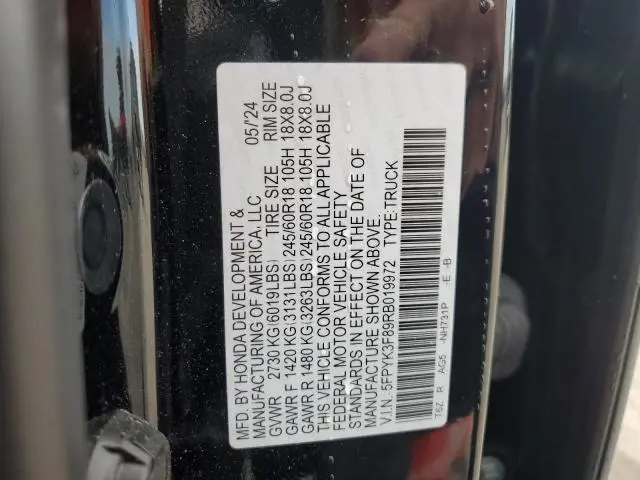 MFD. BY HONDA DEVELOPMENT &
MANUFACTURING OF AMERICA, LLC 05/'24
GVWR 2730 KG(6019LBS) TIRE SIZE RIM SIZE
GAWR F 1420 KG(3131LBS)245/60R18 105H 18X8.0J
GAWR R 1480 KG(3263LBS)245/60R18 105H 18X8.0J
THIS VEHICLE CONFORMS TO ALL APPLICABLE
FEDERAL MOTOR VEHICLE SAFETY
STANDARDS IN EFFECT ON THE DATE OF
MANUFACTURE SHOWN ABOVE.
V.I.N.: 5FPYK3F89RB019972 TYPE:TRUCK
T6Z R AG5 -NH731P -E -B